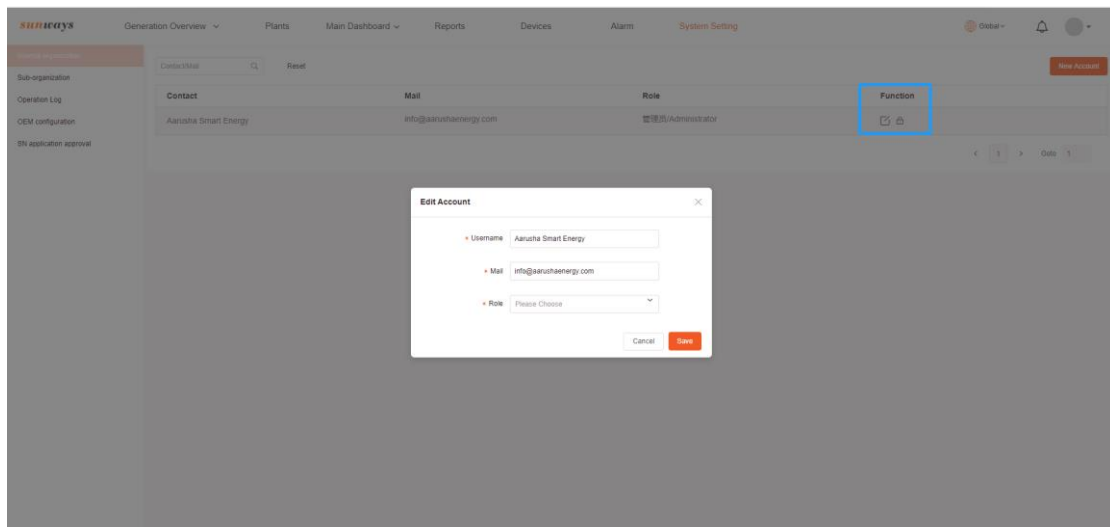 sunways
Generation Overview Plants Main Dashboard Reports Devices Alarm System Setting Global
Sub-organization
Operation Log
OEM configuration
SN application approval
Contact/Mail Reset New Account
Contact Mail Role Function
Aarusha Smart Energy info@aarushaenergy.com 管理员/Administrator
1 Goto 1
Edit Account
* Username Aarusha Smart Energy
* Mail info@aarushaenergy.com
* Role Please Choose
Cancel Save